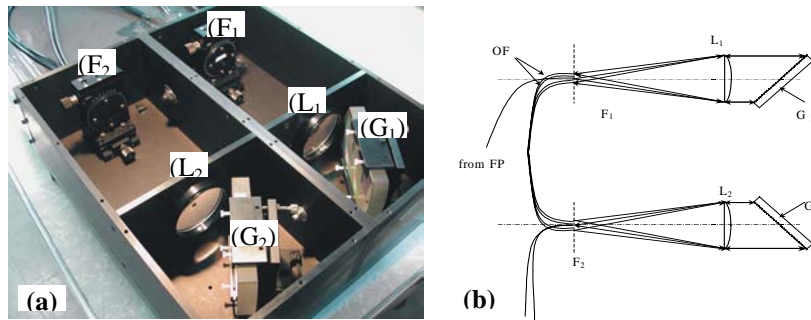 (F₁
(F₂
(L₁
(G₁)
(L₂
(G₂)
(a)
OF
L₁
F₁
G
from FP
L₂
G
F₂
(b)